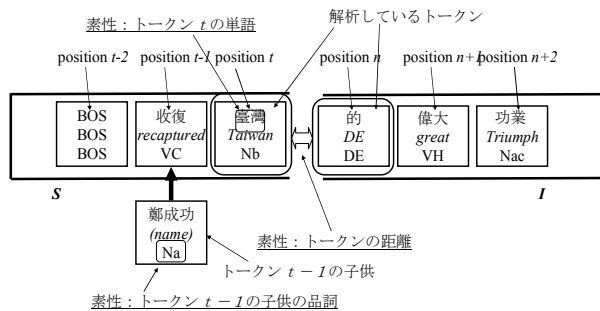 素性：トークン t の単語
解析しているトークン
position t-2 position t-1 position t position n position n+1 position n+2
BOS 收復 臺灣 的 偉大 功業
BOS recaptured Taiwan DE great Triumph
BOS VC Nb DE VH Nac
S I
鄭成功
(name)
Na
素性：トークンの距離
トークン t－1の子供
素性：トークン t－1の子供の品詞